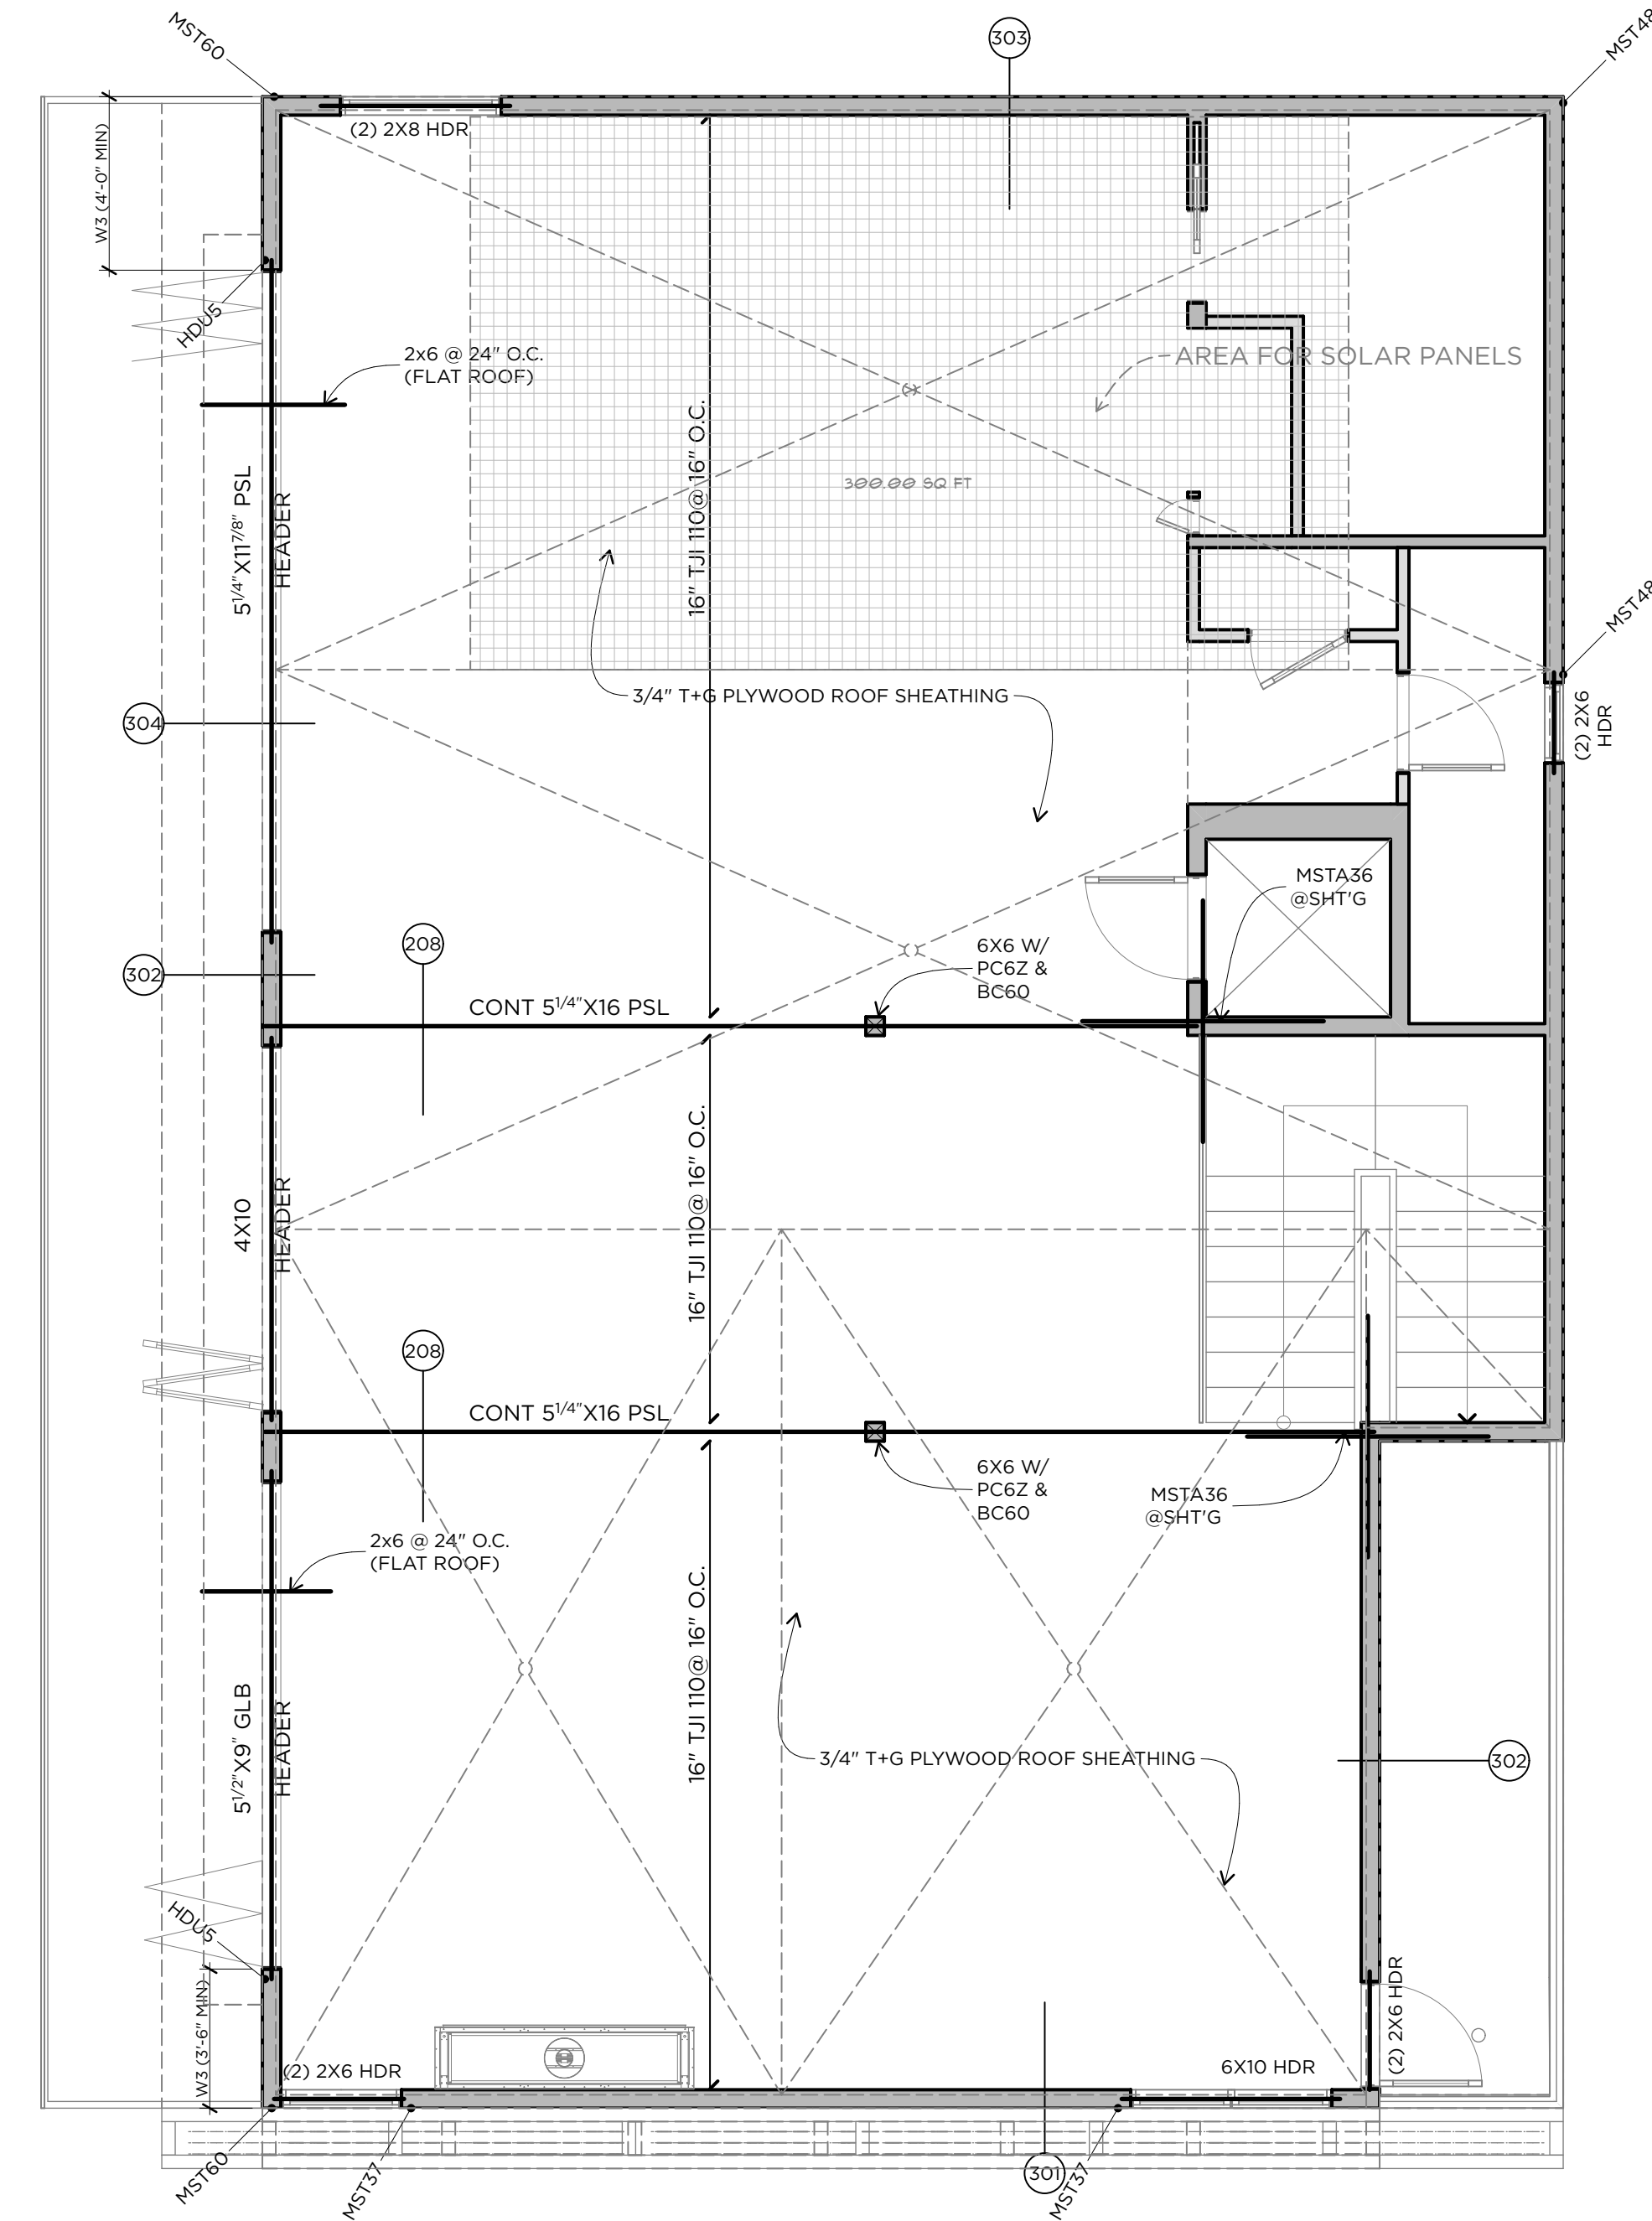 MST60
303
MST48
(2) 2X8 HDR
W3 (4'-0" MIN)
HDU5
2x6 @ 24" O.C.
(FLAT ROOF)
AREA FOR SOLAR PANELS
16" TJI 110@ 16" O.C.
300.00 SQ FT
5 1/4"X11 7/8" PSL
HEADER
MST48
3/4" T+G PLYWOOD ROOF SHEATHING
304
(2) 2X6
HDR
MSTA36
@SHT'G
208
302
6X6 W/
PC6Z &
BC60
CONT 5 1/4"X16 PSL
16" TJI 110@ 16" O.C.
4X10
HEADER
208
CONT 5 1/4"X16 PSL
6X6 W/
PC6Z &
BC60
MSTA36
@SHT'G
2x6 @ 24" O.C.
(FLAT ROOF)
16" TJI 110@ 16" O.C.
5 1/2"X9" GLB
HEADER
3/4" T+G PLYWOOD ROOF SHEATHING
302
HDU5
W3 (3'-6" MIN)
(2) 2X6 HDR
6X10 HDR
(2) 2X6 HDR
MST60
MST37
301
MST37